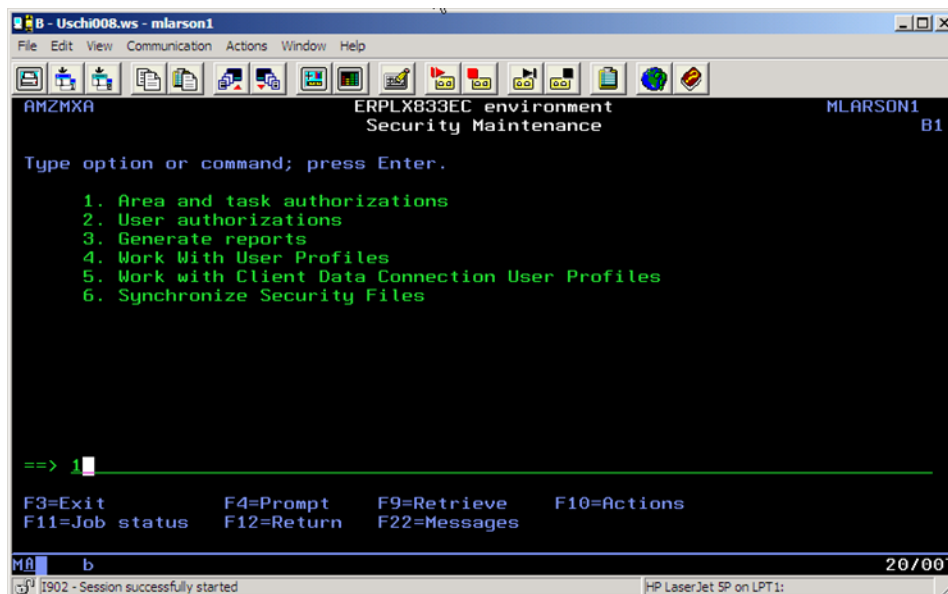 B - Uschi008.ws - mlarson1
File Edit View Communication Actions Window Help
AMZMXA ERPLX833EC environment MLARSON1
Security Maintenance B1
Type option or command; press Enter.
1. Area and task authorizations
2. User authorizations
3. Generate reports
4. Work With User Profiles
5. Work with Client Data Connection User Profiles
6. Synchronize Security Files
==> 1
F3=Exit F4=Prompt F9=Retrieve F10=Actions
F11=Job status F12=Return F22=Messages
MA b 20/007
I902 - Session successfully started HP LaserJet 5P on LPT1: